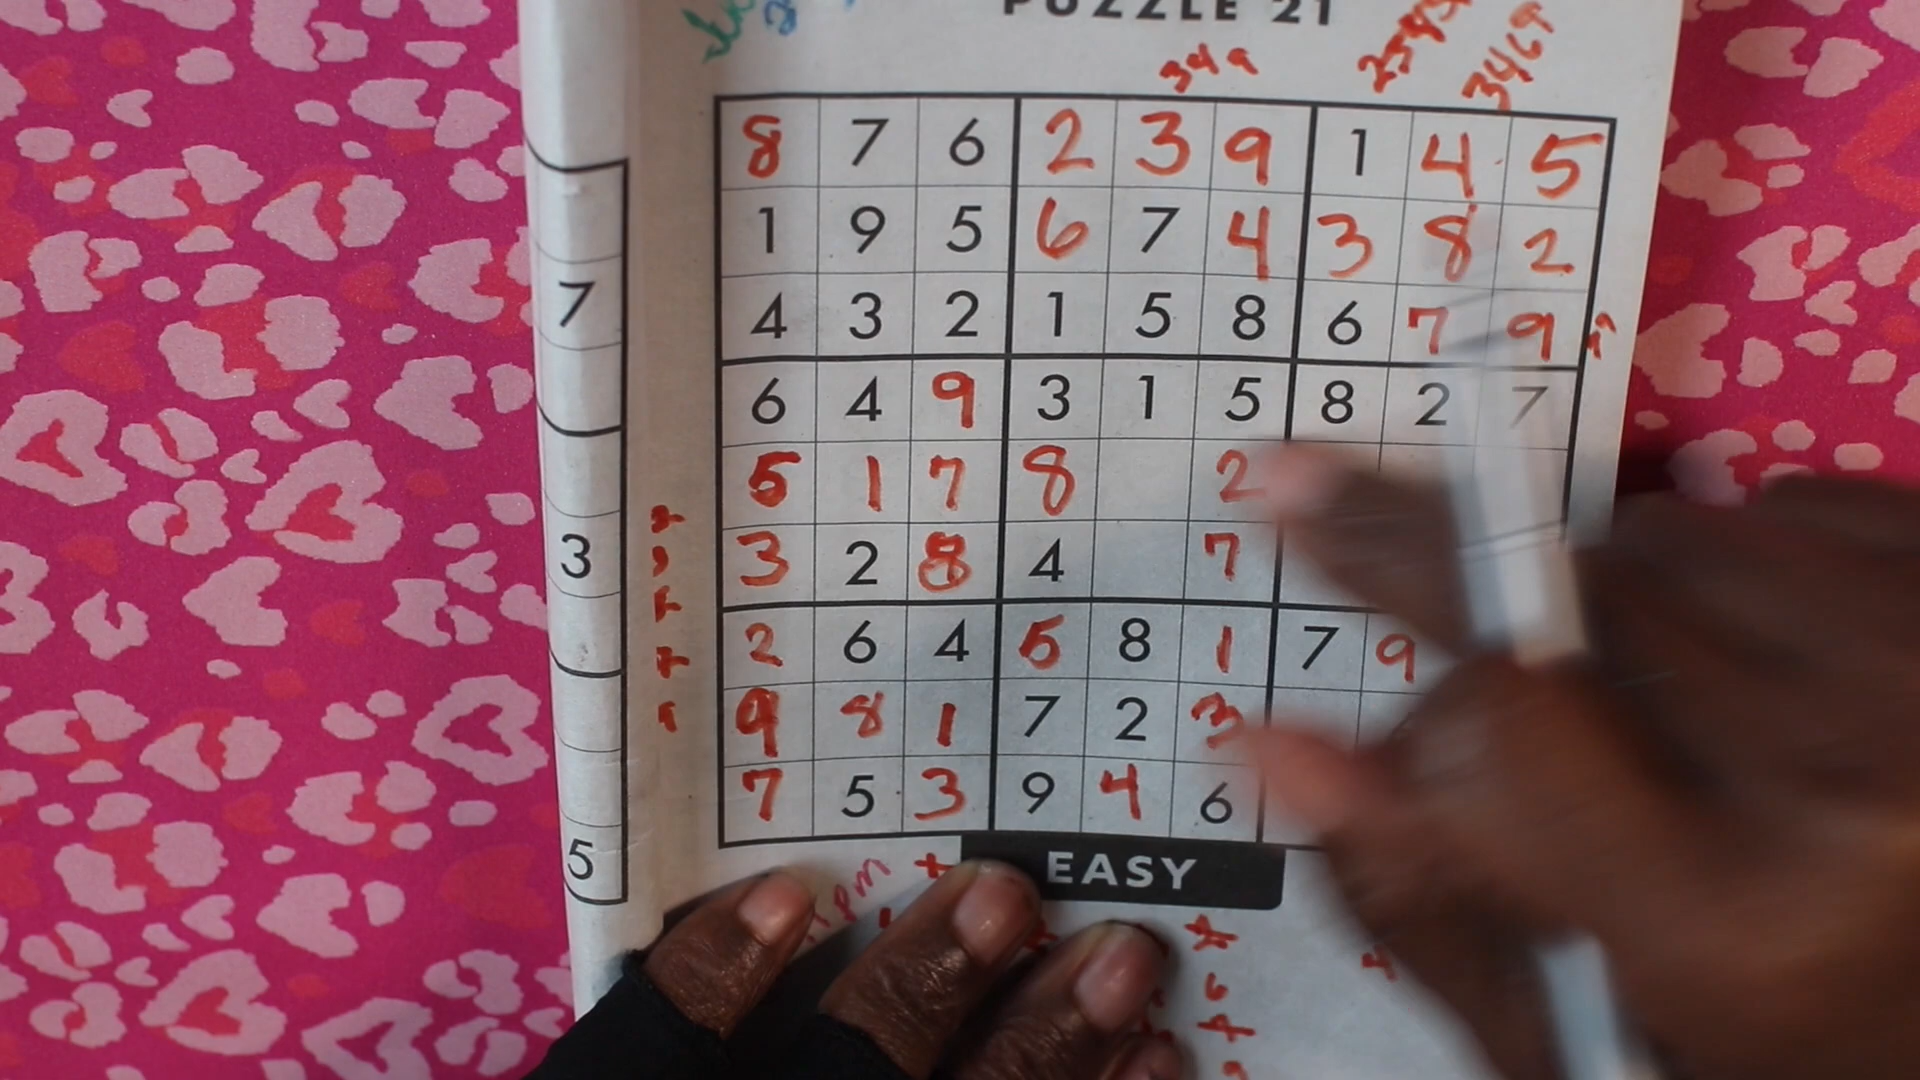 PUZZLE 21
349
3469
8 7 6 2 3 9 1 4 5
1 9 5 6 7 4 3 8 2
7
4 3 2 1 5 8 6 7 9
6 4 9 3 1 5 8 2 7
5 1 7 8 2
3
3 2 8 4 7
2 6 4 5 8 1 7 9
9 8 1 7 2 3
7 5 3 9 4 6
5
EASY